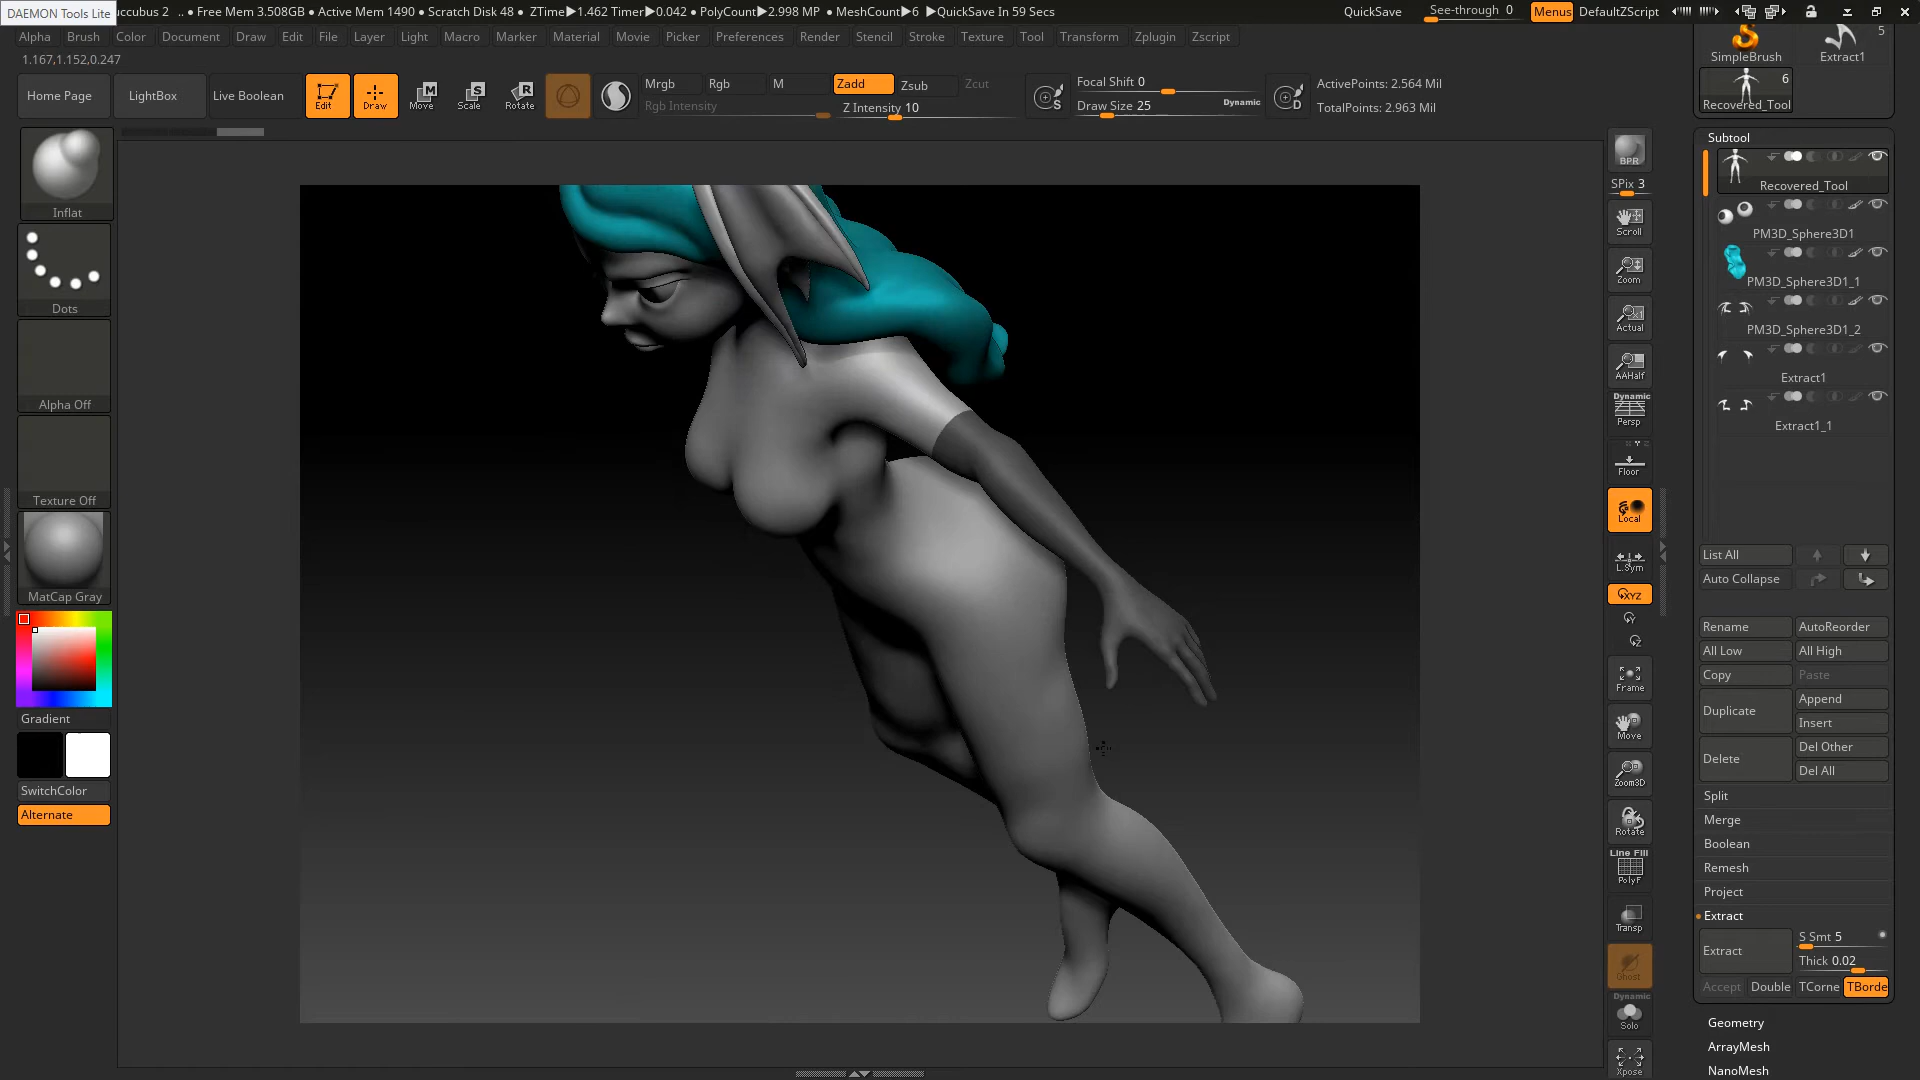 DAEMON Tools Lite
uccubus 2 .. ● Free Mem 3.508GB ● Active Mem 1490 ● Scratch Disk 48 ● ZTime▶1.462 Timer▶0.042 ● PolyCount▶2.998 MP ● MeshCount▶6 ▶QuickSave In 59 Secs
QuickSave See-through 0 Menus DefaultZScript
Alpha Brush Color Document Draw Edit File Layer Light Macro Marker Material Movie Picker Preferences Render Stencil Stroke Texture Tool Transform Zplugin Zscript
1.167,1.152,0.247
Home Page LightBox Live Boolean Edit Draw Move Scale Rotate
Mrgb Rgb M Zadd Zsub Zcut
Rgb Intensity Z Intensity 10
Focal Shift 0
Draw Size 25 Dynamic
S
D
ActivePoints: 2.564 Mil
TotalPoints: 2.963 Mil
SimpleBrush Extract1
5
6
Recovered_Tool
Inflat
Dots
Alpha Off
Texture Off
MatCap Gray
Gradient
SwitchColor
Alternate
BPR
SPix 3
Scroll
Zoom
Actual
AAHalf
Dynamic
Persp
Floor
Local
L.Sym
XYZ
Y
Z
Frame
Move
Zoom3D
Rotate
Line Fill
PolyF
Transp
Ghost
Dynamic
Solo
Xpose
Subtool
Recovered_Tool
PM3D_Sphere3D1
PM3D_Sphere3D1_1
PM3D_Sphere3D1_2
Extract1
Extract1_1
List All
Auto Collapse
Rename AutoReorder
All Low All High
Copy Paste
Duplicate Append
Insert
Delete Del Other
Del All
Split
Merge
Boolean
Remesh
Project
Extract
Extract S Smt 5
Thick 0.02
Accept Double TCorne TBorde
Geometry
ArrayMesh
NanoMesh